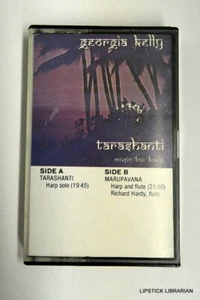 georgia kelly
tarashanti
music for harp
SIDE A
TARASHANTI
Harp solo (19:45)
SIDE B
MARUPAVANA
Harp and flute (21:00)
Richard Hardy, flute
LIPSTICK LIBRARIAN